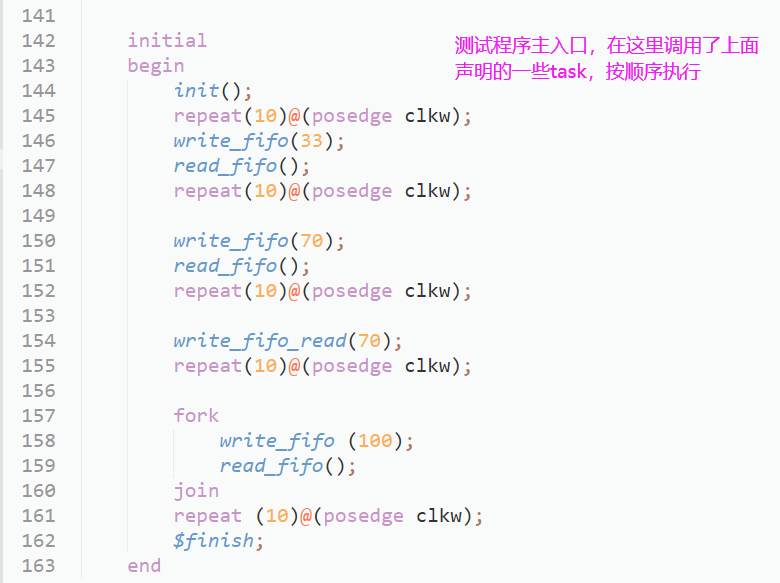 141
142 initial
143 begin
144 init();
145 repeat(10)@(posedge clkw);
146 write_fifo(33);
147 read_fifo();
148 repeat(10)@(posedge clkw);
149
150 write_fifo(70);
151 read_fifo();
152 repeat(10)@(posedge clkw);
153
154 write_fifo_read(70);
155 repeat(10)@(posedge clkw);
156
157 fork
158 write_fifo (100);
159 read_fifo();
160 join
161 repeat (10)@(posedge clkw);
162 $finish;
163 end
测试程序主入口，在这里调用了上面
声明的一些task，按顺序执行